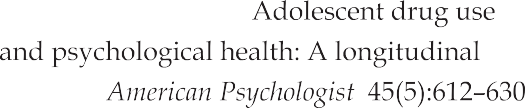 Adolescent drug use
and psychological health: A longitudinal
American Psychologist 45(5):612–630